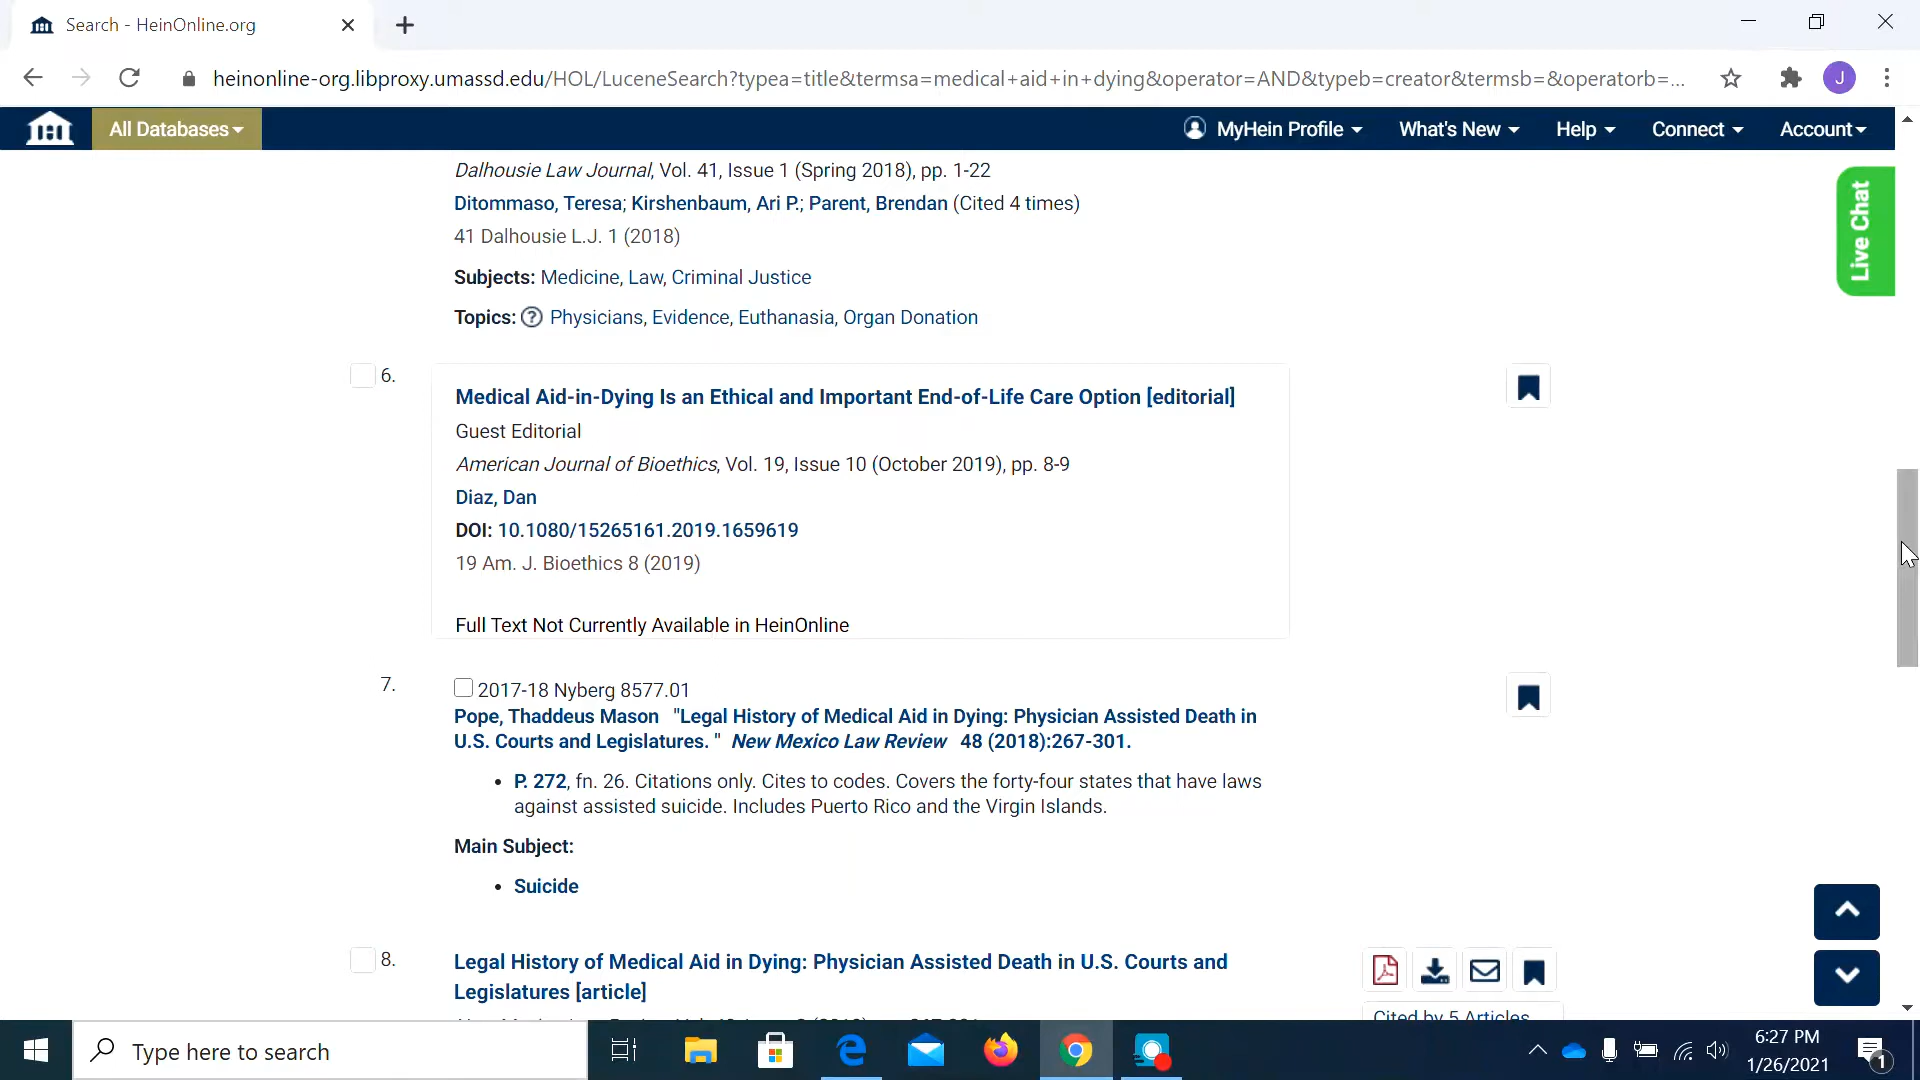 Search - HeinOnline.org
heinonline-org.libproxy.umassd.edu/HOL/LuceneSearch?typea=title&termsa=medical+aid+in+dying&operator=AND&typeb=creator&termsb=&operatorb=...
J
All Databases
MyHein Profile
What's New
Help
Connect
Account
Live Chat
Dalhousie Law Journal, Vol. 41, Issue 1 (Spring 2018), pp. 1-22
Ditommaso, Teresa; Kirshenbaum, Ari P.; Parent, Brendan (Cited 4 times)
41 Dalhousie L.J. 1 (2018)
Subjects: Medicine, Law, Criminal Justice
Topics: ? Physicians, Evidence, Euthanasia, Organ Donation
6.
Medical Aid-in-Dying Is an Ethical and Important End-of-Life Care Option [editorial]
Guest Editorial
American Journal of Bioethics, Vol. 19, Issue 10 (October 2019), pp. 8-9
Diaz, Dan
DOI: 10.1080/15265161.2019.1659619
19 Am. J. Bioethics 8 (2019)
Full Text Not Currently Available in HeinOnline
7.
2017-18 Nyberg 8577.01
Pope, Thaddeus Mason "Legal History of Medical Aid in Dying: Physician Assisted Death in
U.S. Courts and Legislatures. " New Mexico Law Review 48 (2018):267-301.
• P. 272, fn. 26. Citations only. Cites to codes. Covers the forty-four states that have laws
against assisted suicide. Includes Puerto Rico and the Virgin Islands.
Main Subject:
• Suicide
8.
Legal History of Medical Aid in Dying: Physician Assisted Death in U.S. Courts and
Legislatures [article]
Cited by 5 Articles
Type here to search
6:27 PM
1/26/2021
1